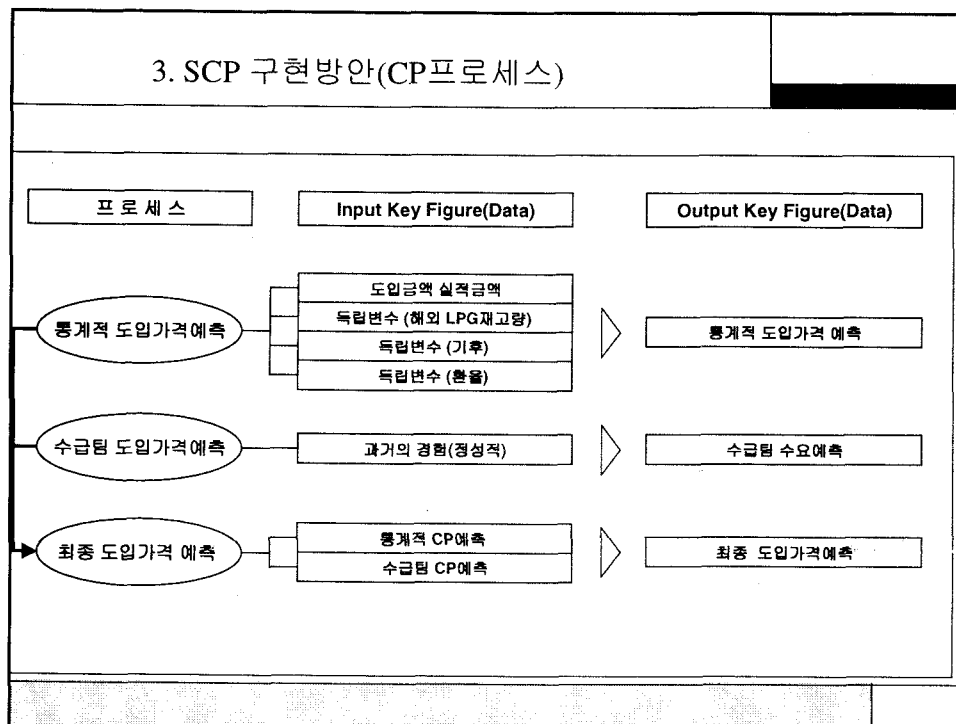 3. SCP 구현방안(CP프로세스)
프로세스
Input Key Figure(Data)
Output Key Figure(Data)
통계적 도입가격예측
도입금액 실적금액
독립변수 (해외 LPG재고량)
독립변수 (기후)
독립변수 (환율)
통계적 도입가격 예측
수급팀 도입가격예측
과거의 경험(정성적)
수급팀 수요예측
최종 도입가격 예측
통계적 CP예측
수급팀 CP예측
최종 도입가격예측